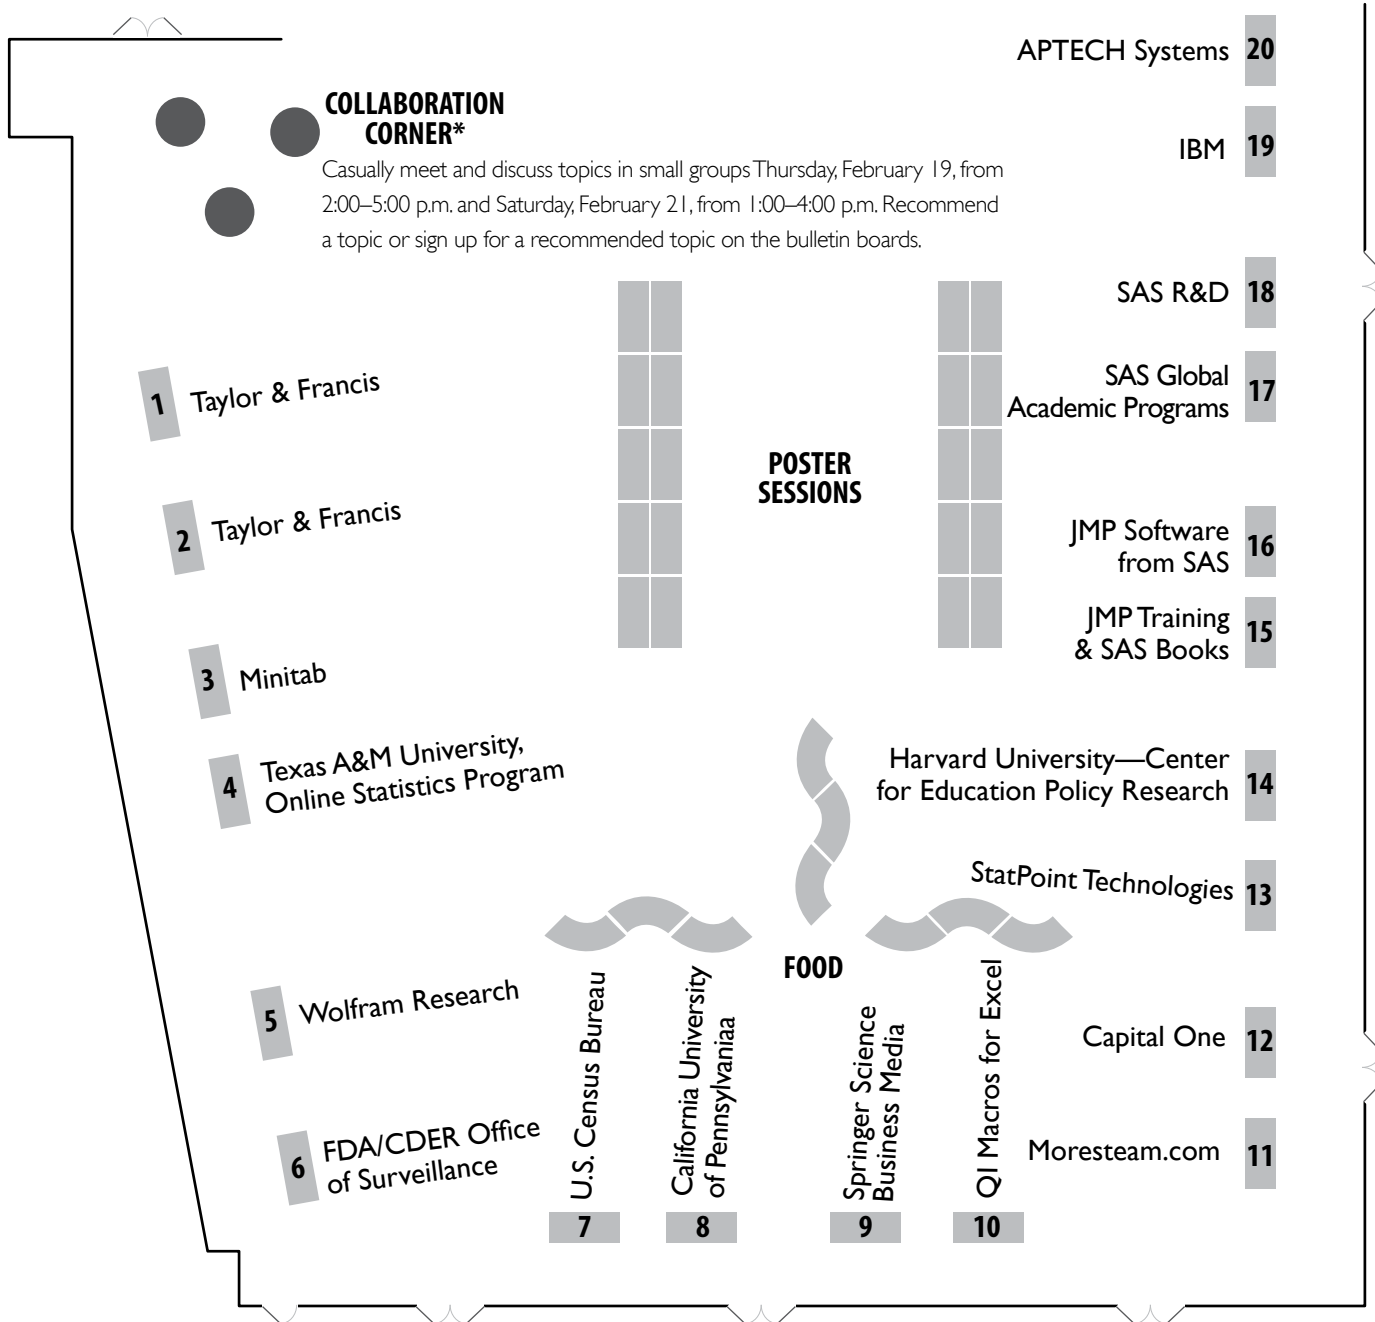 APTECH Systems 20
COLLABORATION
CORNER*
IBM 19
Casually meet and discuss topics in small groups Thursday, February 19, from
2:00–5:00 p.m. and Saturday, February 21, from 1:00–4:00 p.m. Recommend
a topic or sign up for a recommended topic on the bulletin boards.
SAS R&D 18
SAS Global
Academic Programs
17
1 Taylor & Francis
POSTER
SESSIONS
2 Taylor & Francis
JMP Software
from SAS
16
JMP Training
& SAS Books
15
3 Minitab
4
Texas A&M University,
Online Statistics Program
Harvard University—Center
for Education Policy Research
14
StatPoint Technologies 13
FOOD
5 Wolfram Research
Capital One 12
6
FDA/CDER Office
of Surveillance
U.S. Census Bureau
7
California University
of Pennsylvaniaa
8
Springer Science
Business Media
9
QI Macros for Excel
10
Moresteam.com 11